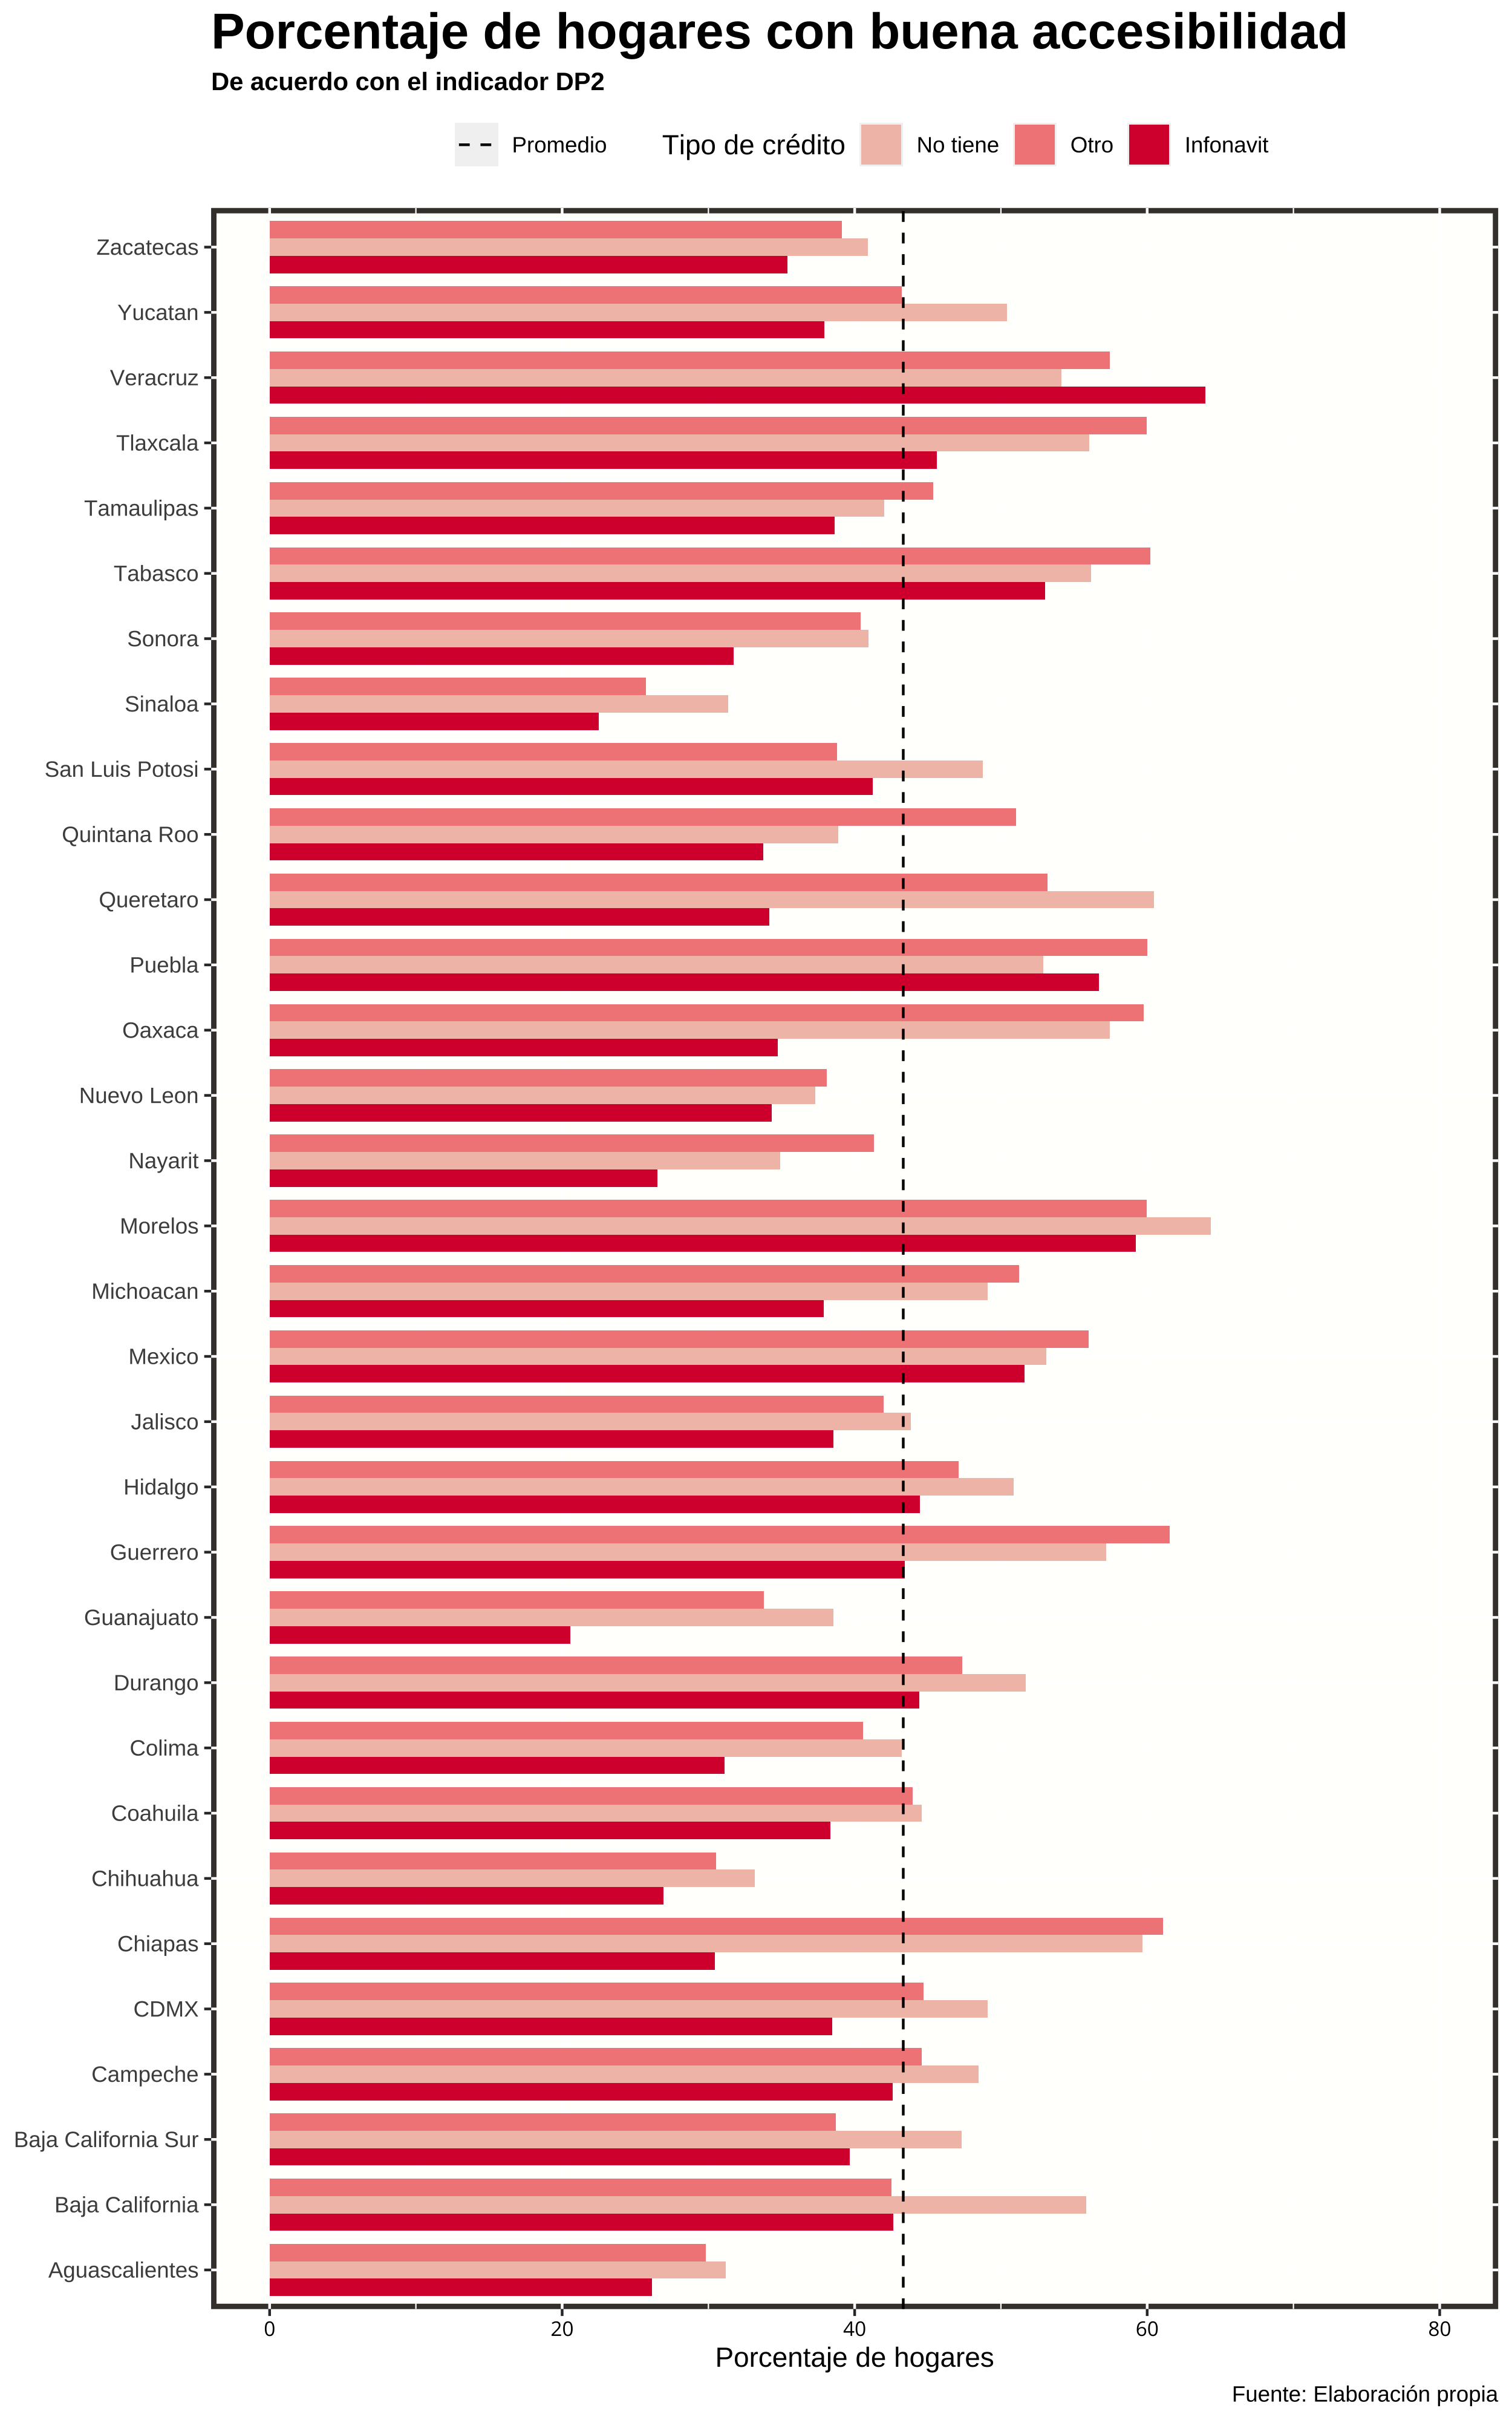 Porcentaje de hogares con buena accesibilidad
De acuerdo con el indicador DP2
Promedio Tipo de crédito No tiene Otro Infonavit
Zacatecas
Yucatan
Veracruz
Tlaxcala
Tamaulipas
Tabasco
Sonora
Sinaloa
San Luis Potosi
Quintana Roo
Queretaro
Puebla
Oaxaca
Nuevo Leon
Nayarit
Morelos
Michoacan
Mexico
Jalisco
Hidalgo
Guerrero
Guanajuato
Durango
Colima
Coahuila
Chihuahua
Chiapas
CDMX
Campeche
Baja California Sur
Baja California
Aguascalientes
0 20 40 60 80
Porcentaje de hogares
Fuente: Elaboración propia